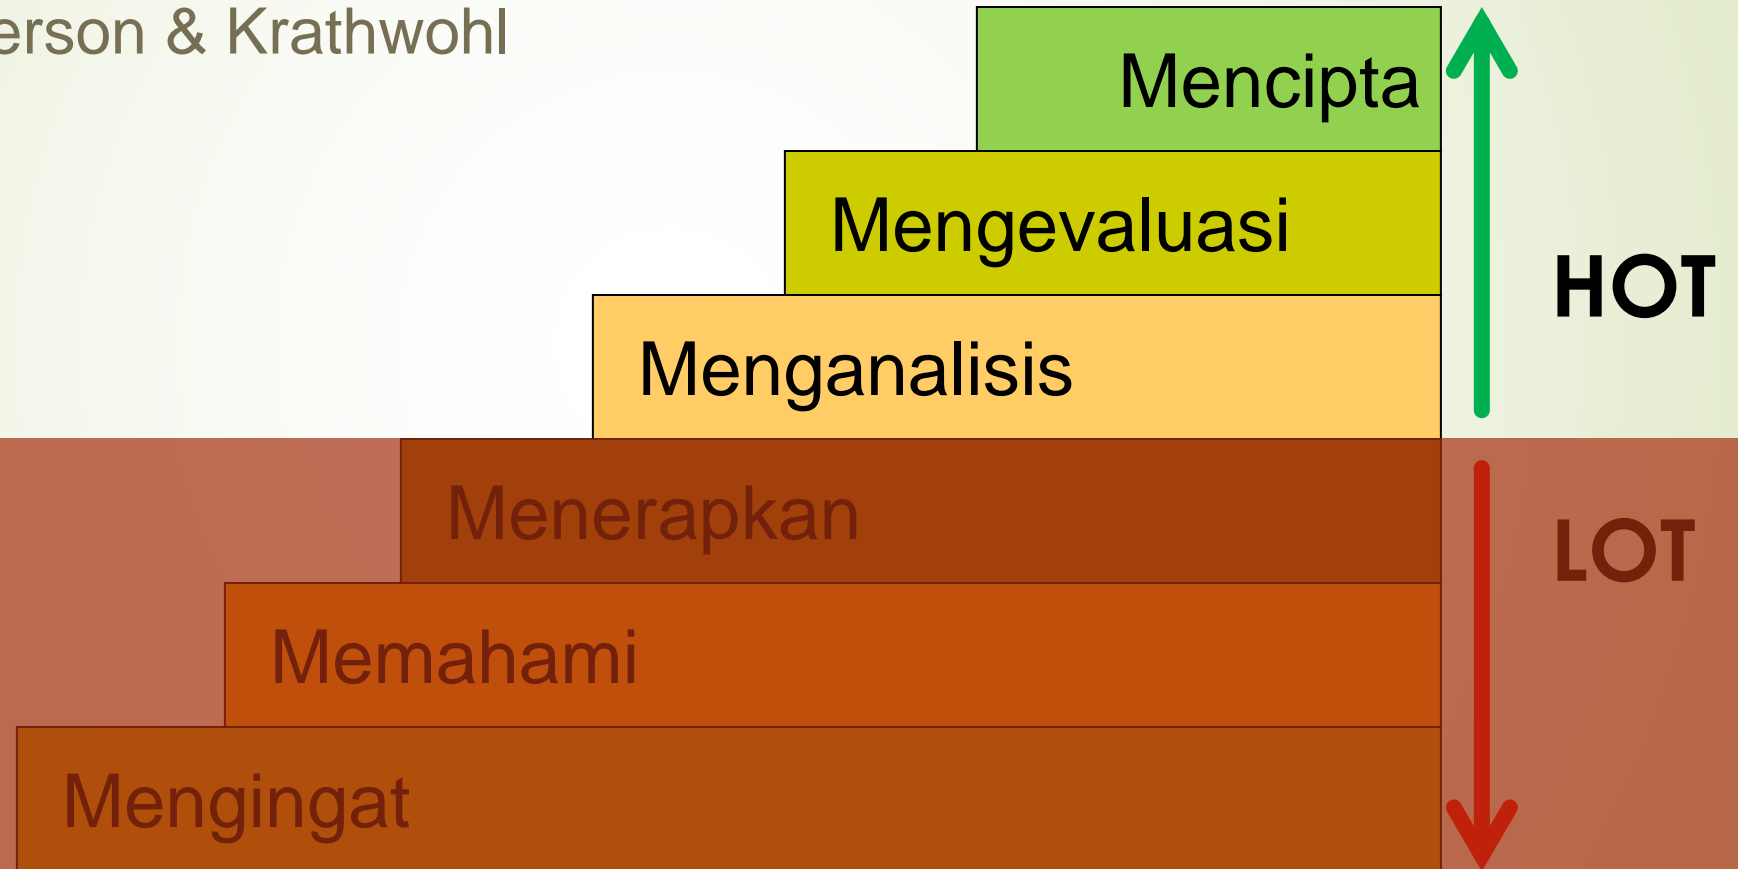 erson & Krathwohl
Mencipta
Mengevaluasi
HOT
Menganalisis
Menerapkan
LOT
Memahami
Mengingat